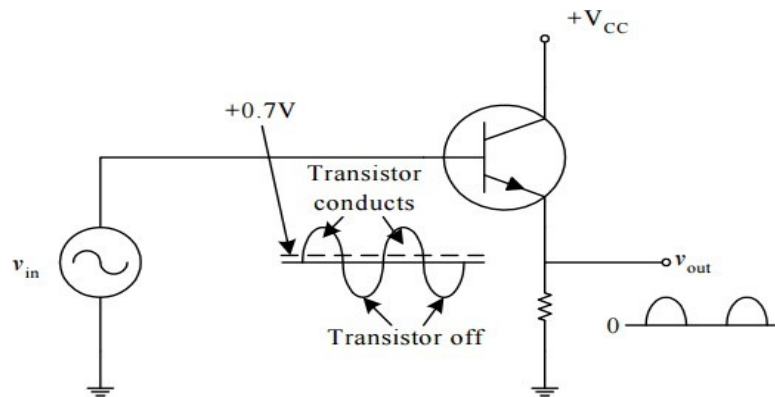 +V_CC
+0.7V
Transistor
conducts
v_in
v_out
Transistor off
0